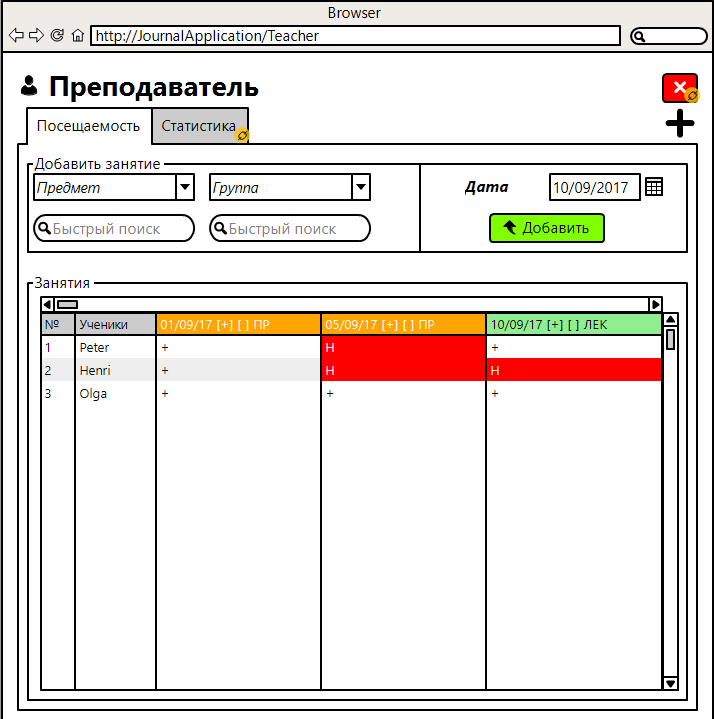 Browser
http://JournalApplication/Teacher
Преподаватель
Посещаемость Статистика
Добавить занятие
Предмет Группа Дата 10/09/2017
Быстрый поиск Быстрый поиск Добавить
Занятия
№ Ученики 01/09/17 [+] [ ] ПР 05/09/17 [+] [ ] ПР 10/09/17 [+] [ ] ЛЕК
1 Peter + Н +
2 Henri + Н Н
3 Olga + + +